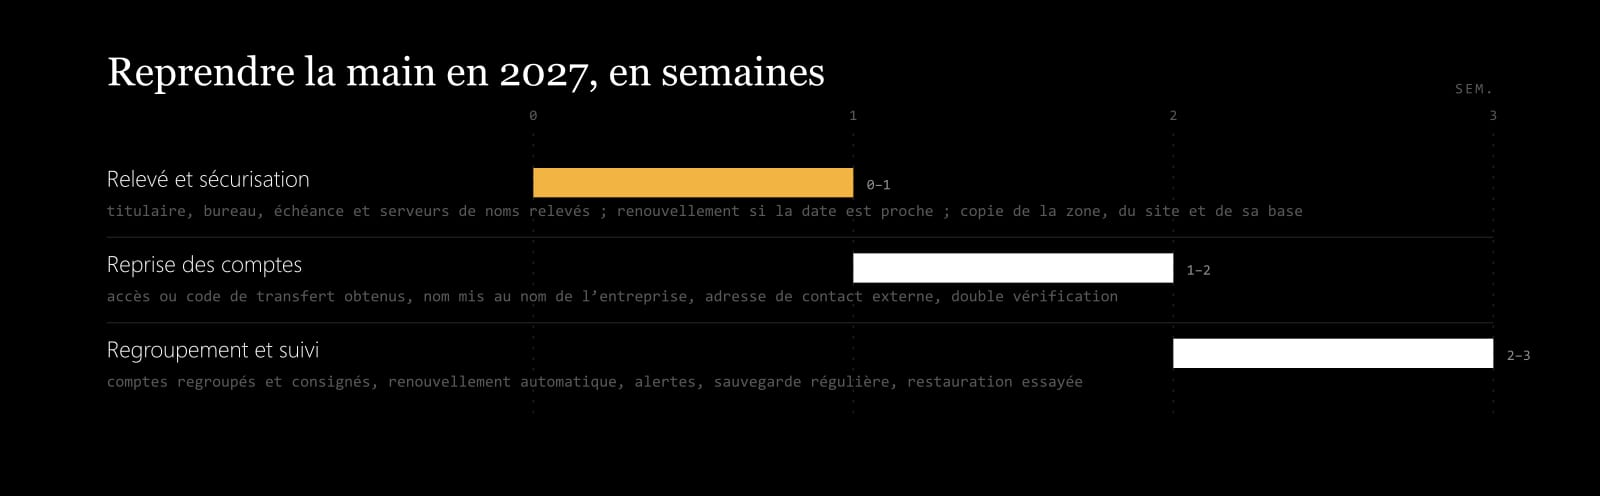 Reprendre la main en 2027, en semaines
SEM.
0 1 2 3
Relevé et sécurisation
0–1
titulaire, bureau, échéance et serveurs de noms relevés ; renouvellement si la date est proche ; copie de la zone, du site et de sa base
Reprise des comptes
1–2
accès ou code de transfert obtenus, nom mis au nom de l’entreprise, adresse de contact externe, double vérification
Regroupement et suivi
2–3
comptes regroupés et consignés, renouvellement automatique, alertes, sauvegarde régulière, restauration essayée